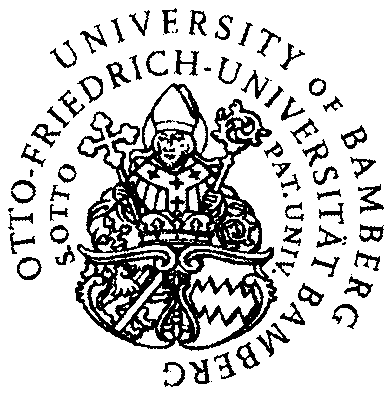 UNIVERSITY OF BAMBERG
OTTO-FRIEDRICH-UNIVERSITÄT BAMBERG
S.OTTO
PAT.UNIV.